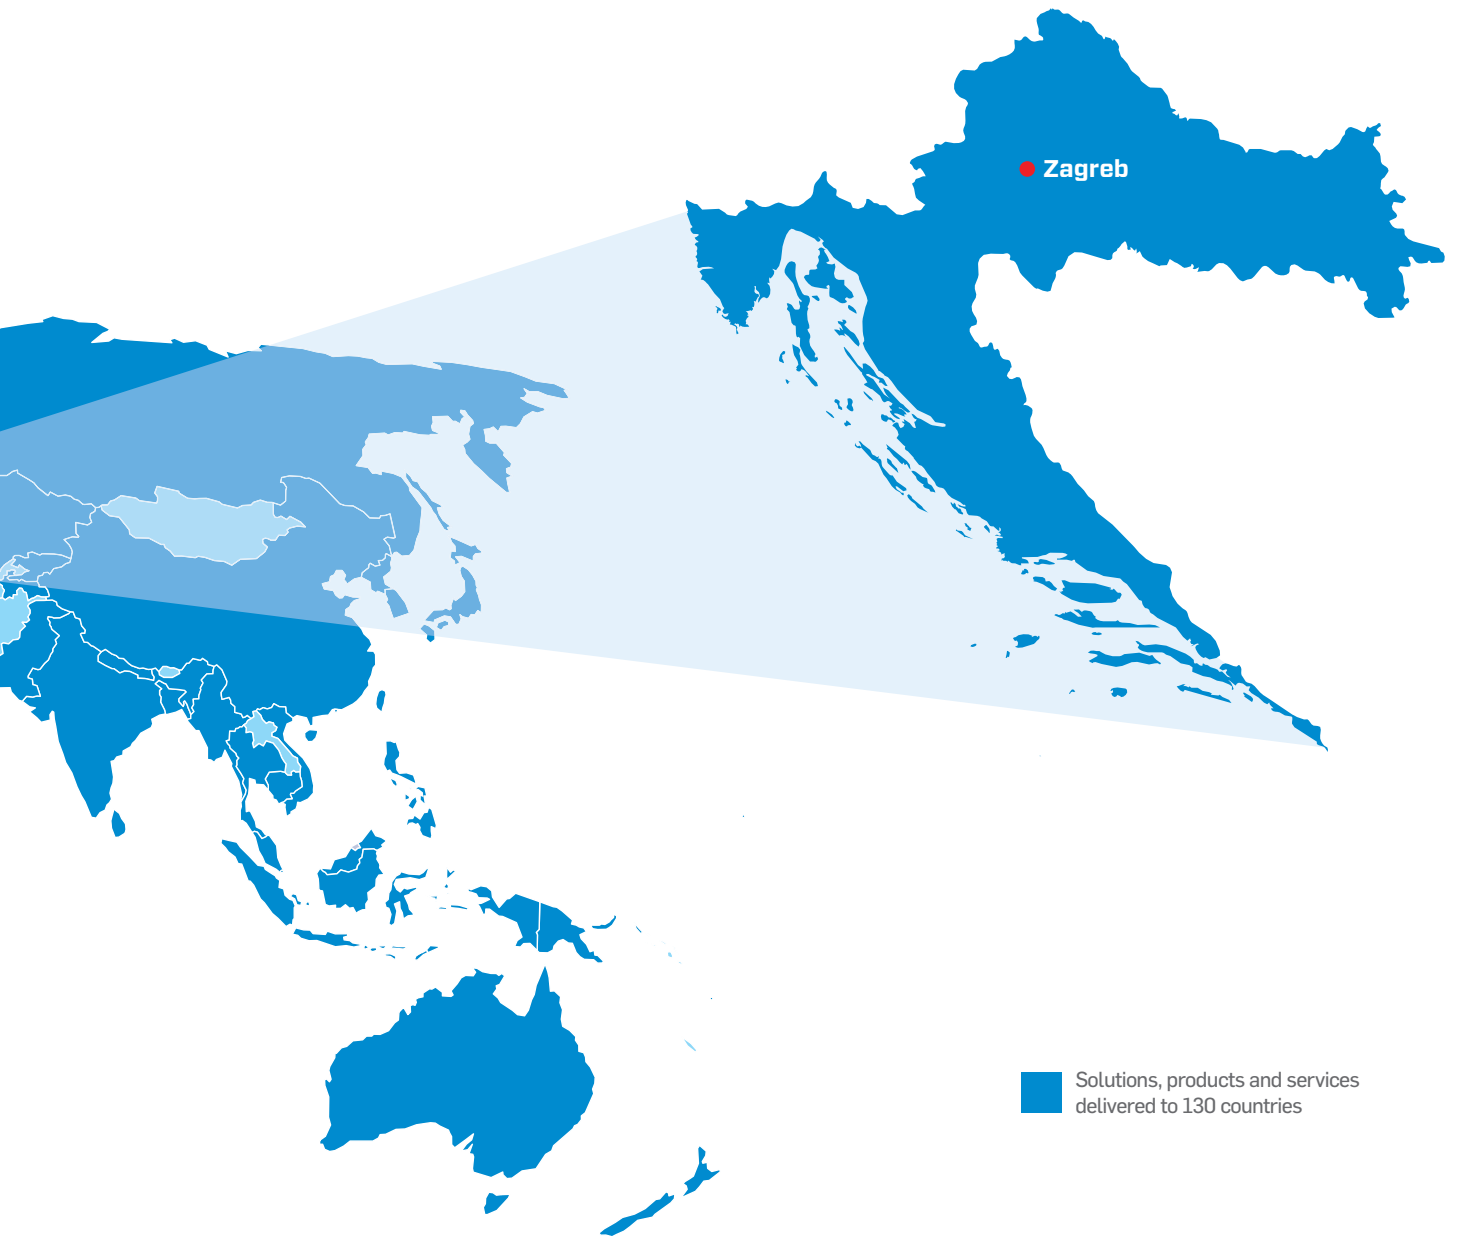 Zagreb
Solutions, products and services
delivered to 130 countries